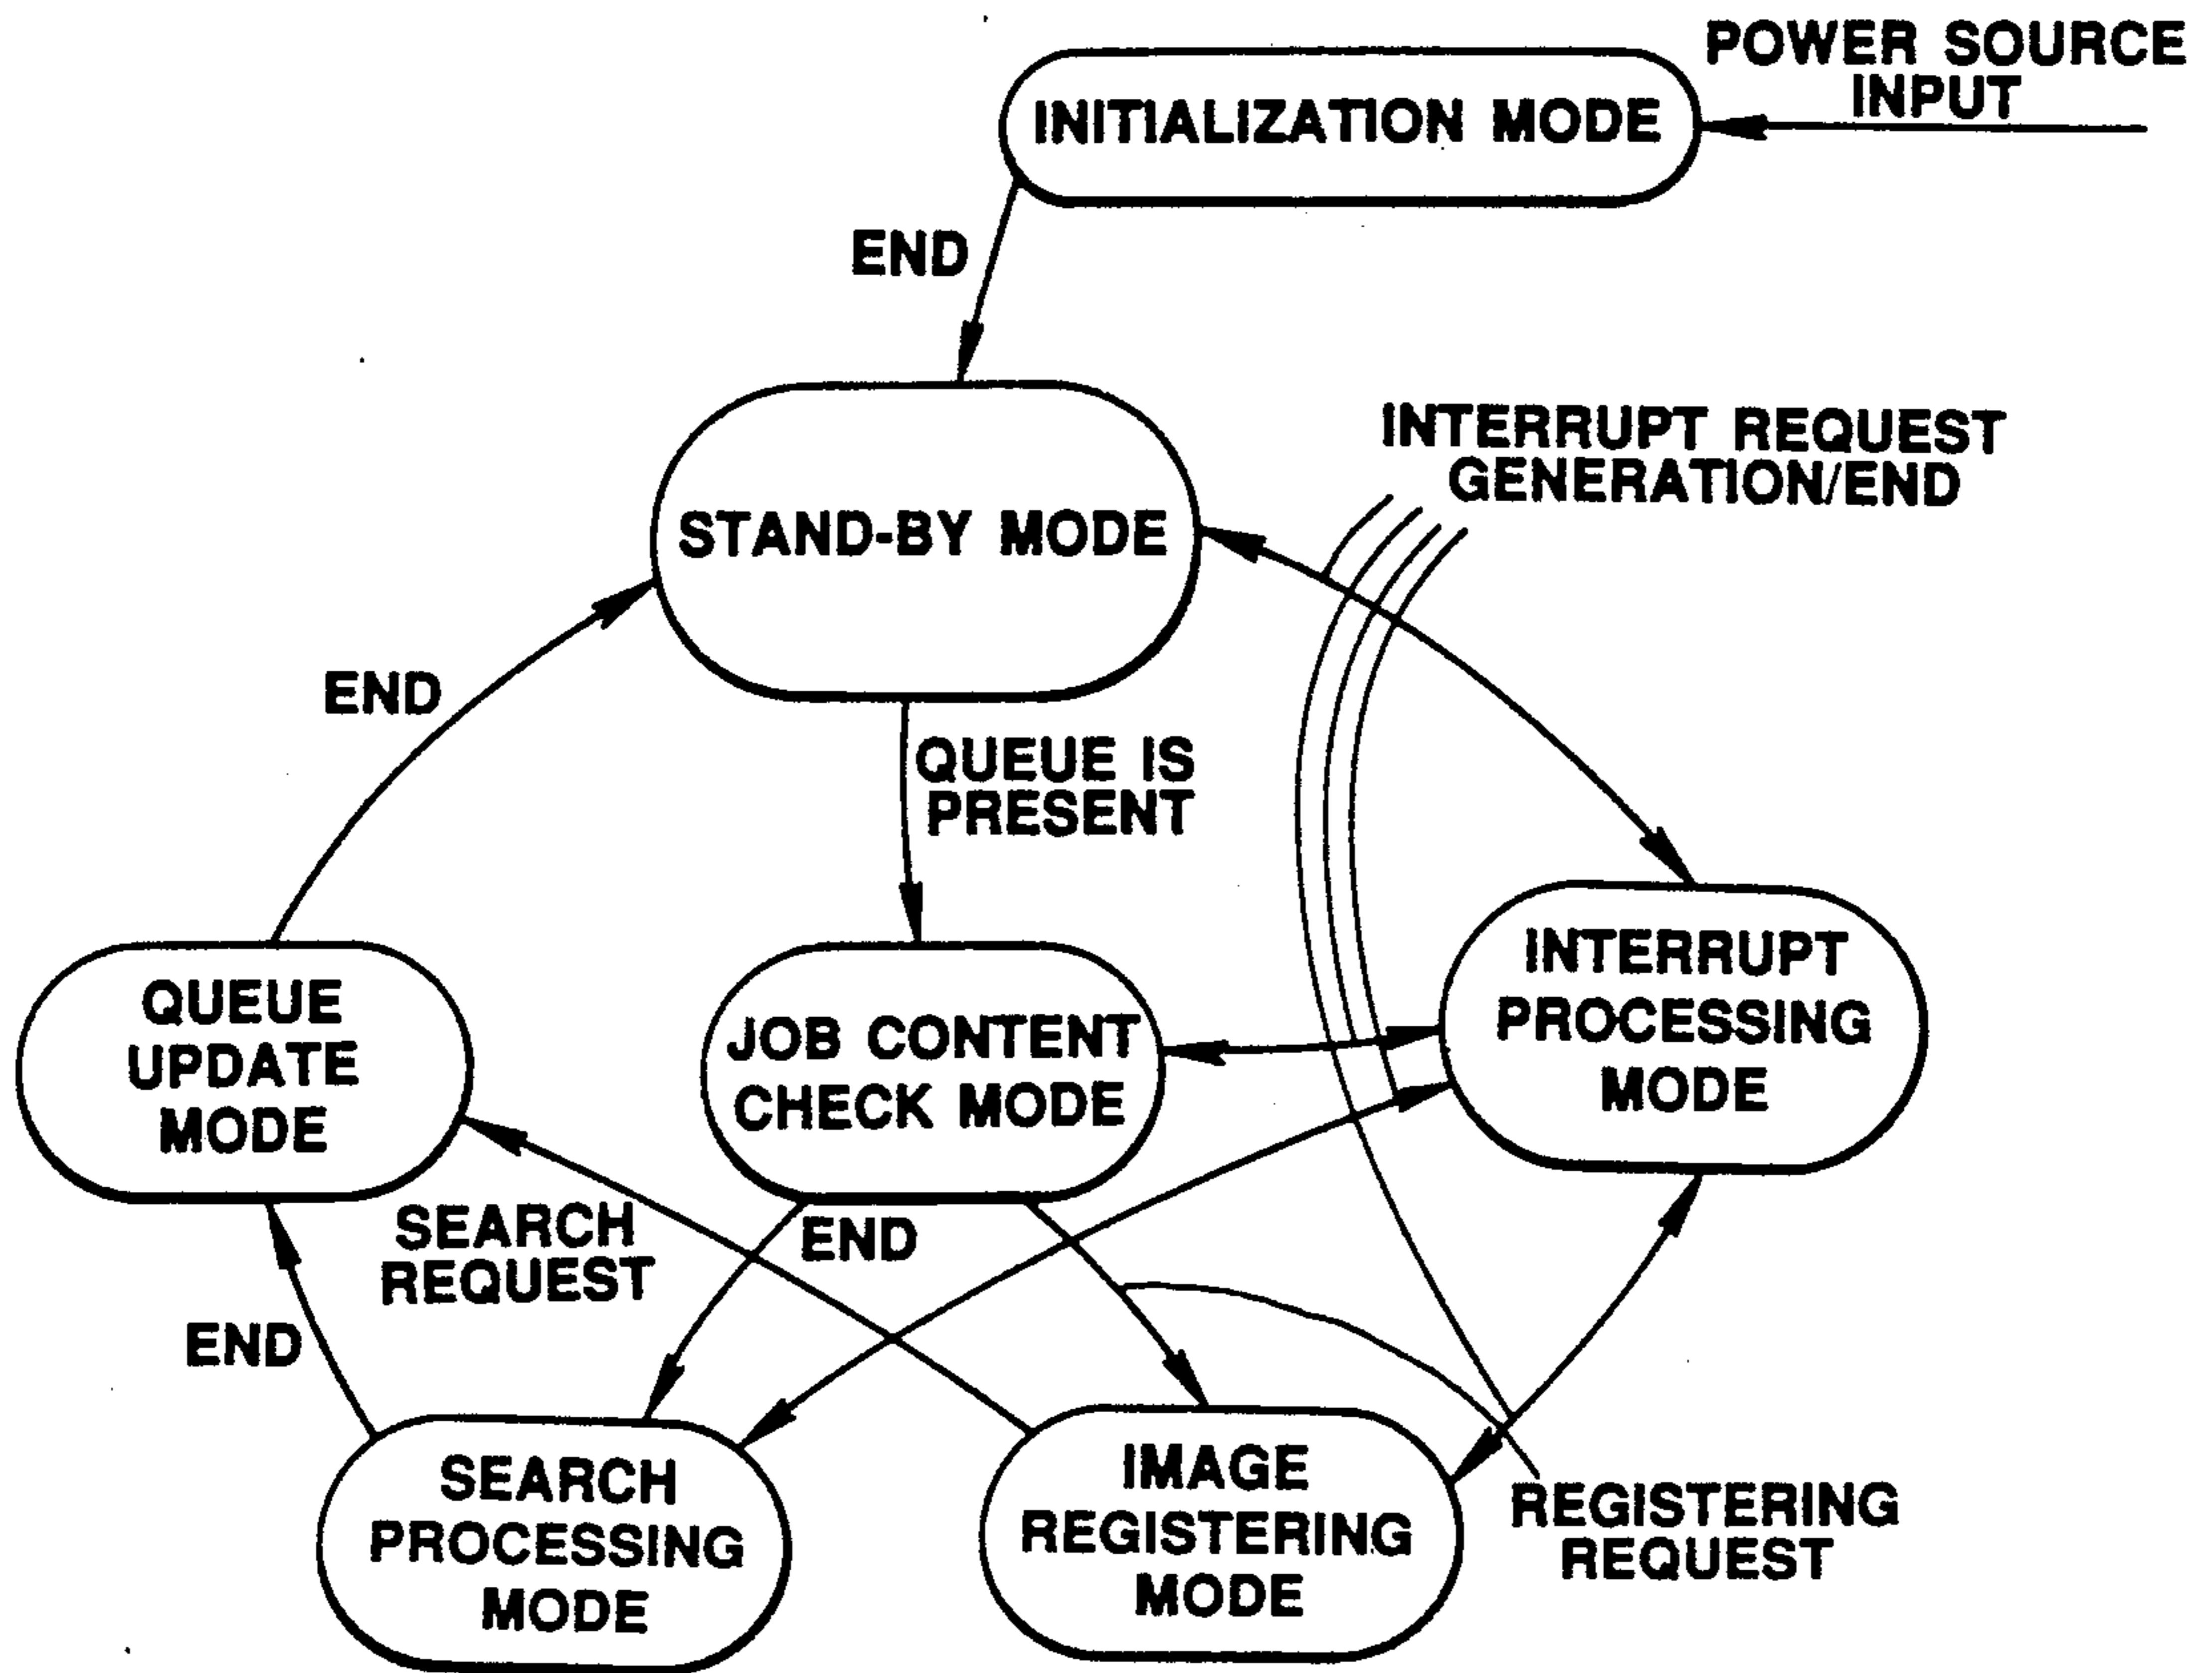 POWER SOURCE
INPUT
INITIALIZATION MODE
END
INTERRUPT REQUEST
GENERATION/END
STAND-BY MODE
END
QUEUE IS
PRESENT
QUEUE
UPDATE
MODE
JOB CONTENT
CHECK MODE
INTERRUPT
PROCESSING
MODE
SEARCH
REQUEST
END
END
SEARCH
PROCESSING
MODE
IMAGE
REGISTERING
MODE
REGISTERING
REQUEST